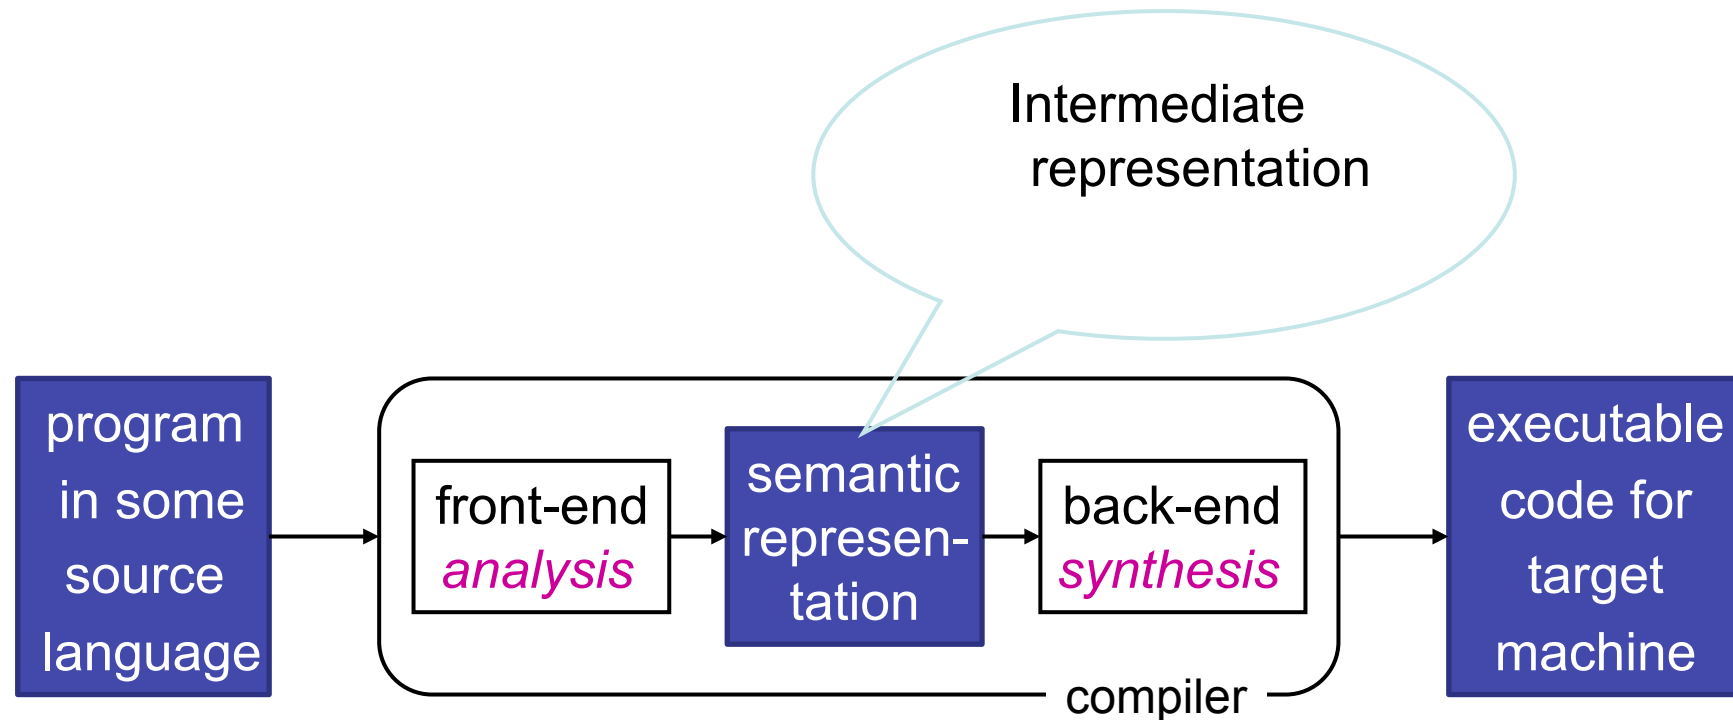 Intermediate
representation
program
in some
source
language
front-end
analysis
semantic
represen-
tation
back-end
synthesis
compiler
executable
code for
target
machine